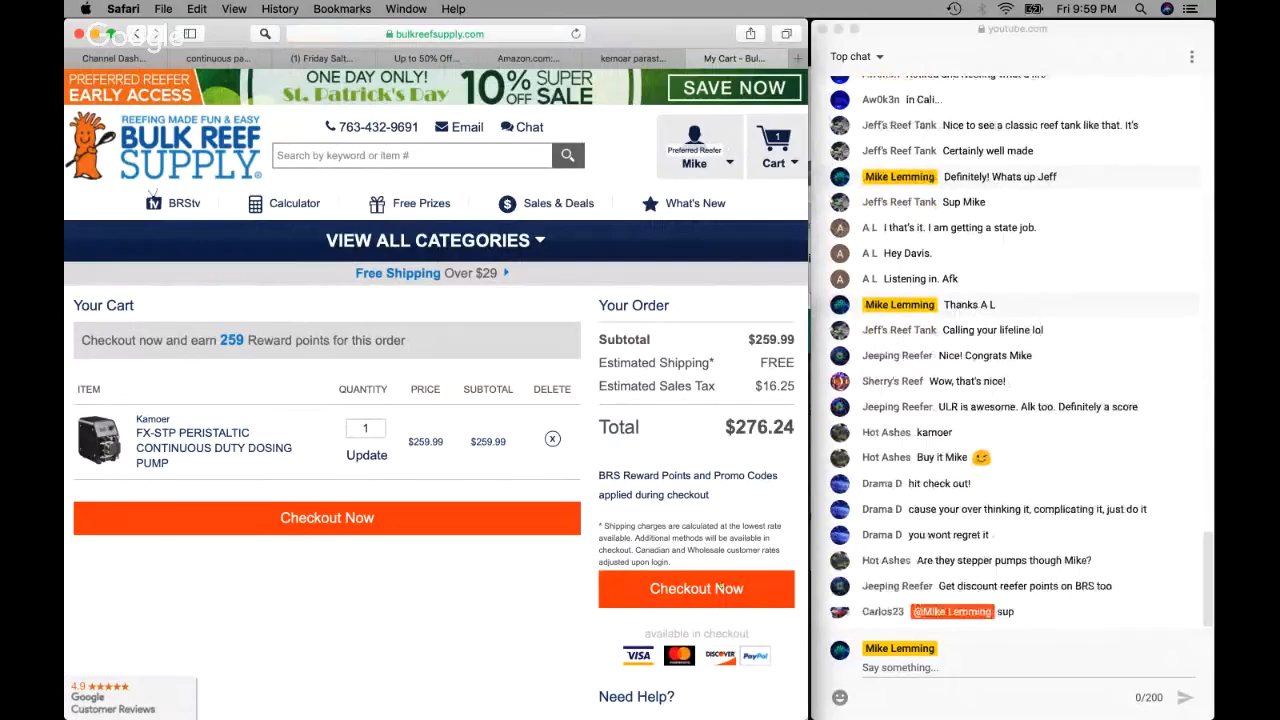 Safari File Edit View History Bookmarks Window Help
Fri 9:59 PM
Google
bulkreefsupply.com
Channel Dash...
continuous pa...
(1) Friday Salt...
Up to 50% Off...
Amazon.com:...
kemoar parast...
My Cart - Bul...
PREFERRED REEFER
EARLY ACCESS
ONE DAY ONLY!
St. Patrick's Day
10% OFF SUPER SALE
SAVE NOW
REEFING MADE FUN & EASY
BULK REEF
SUPPLY
763-432-9691 Email Chat
Search by keyword or item #
Preferred Reefer
Mike
1
Cart
BRStv Calculator Free Prizes $ Sales & Deals What's New
VIEW ALL CATEGORIES
Free Shipping Over $29
Your Cart
Checkout now and earn 259 Reward points for this order
ITEM QUANTITY PRICE SUBTOTAL DELETE
Kamoer
FX-STP PERISTALTIC
CONTINUOUS DUTY DOSING
PUMP
1
Update
$259.99 $259.99 x
Checkout Now
Your Order
Subtotal $259.99
Estimated Shipping* FREE
Estimated Sales Tax $16.25
Total $276.24
BRS Reward Points and Promo Codes
applied during checkout
* Shipping charges are calculated at the lowest rate
available. Additional methods will be available in
checkout. Canadian and Wholesale customer rates
adjusted upon login.
Checkout Now
available in checkout
VISA MasterCard DISCOVER PayPal
Need Help?
4.9 ★★★★★
Google
Customer Reviews
youtube.com
Top chat
Aw0k3n in Cali...
Jeff's Reef Tank Nice to see a classic reef tank like that. It's
Jeff's Reef Tank Certainly well made
Mike Lemming Definitely! Whats up Jeff
Jeff's Reef Tank Sup Mike
A A L I that's it. I am getting a state job.
A A L Hey Davis.
A A L Listening in. Afk
Mike Lemming Thanks A L
Jeff's Reef Tank Calling your lifeline lol
Jeeping Reefer Nice! Congrats Mike
Sherry's Reef Wow, that's nice!
Jeeping Reefer ULR is awesome. Alk too. Definitely a score
Hot Ashes kamoer
Hot Ashes Buy it Mike 😉
Drama D hit check out!
Drama D cause your over thinking it, complicating it, just do it
Drama D you wont regret it
Hot Ashes Are they stepper pumps though Mike?
Jeeping Reefer Get discount reefer points on BRS too
Carlos23 @Mike Lemming sup
Mike Lemming
Say something...
0/200